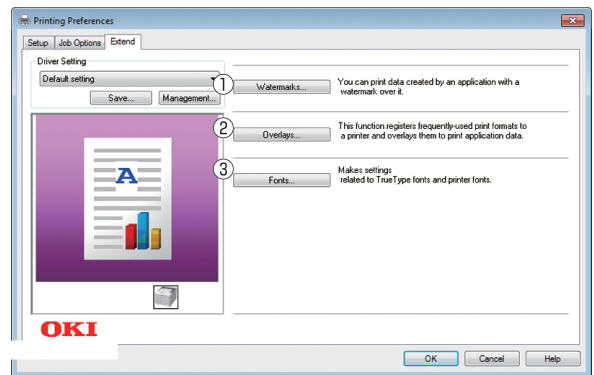 Printing Preferences
Setup Job Options Extend
Driver Setting
Default setting
Save... Management...
① Watermarks... You can print data created by an application with a
watermark over it.
② Overlays... This function registers frequently-used print formats to
a printer and overlays them to print application data.
③ Fonts... Makes settings
related to TrueType fonts and printer fonts.
A
OKI
OK Cancel Help